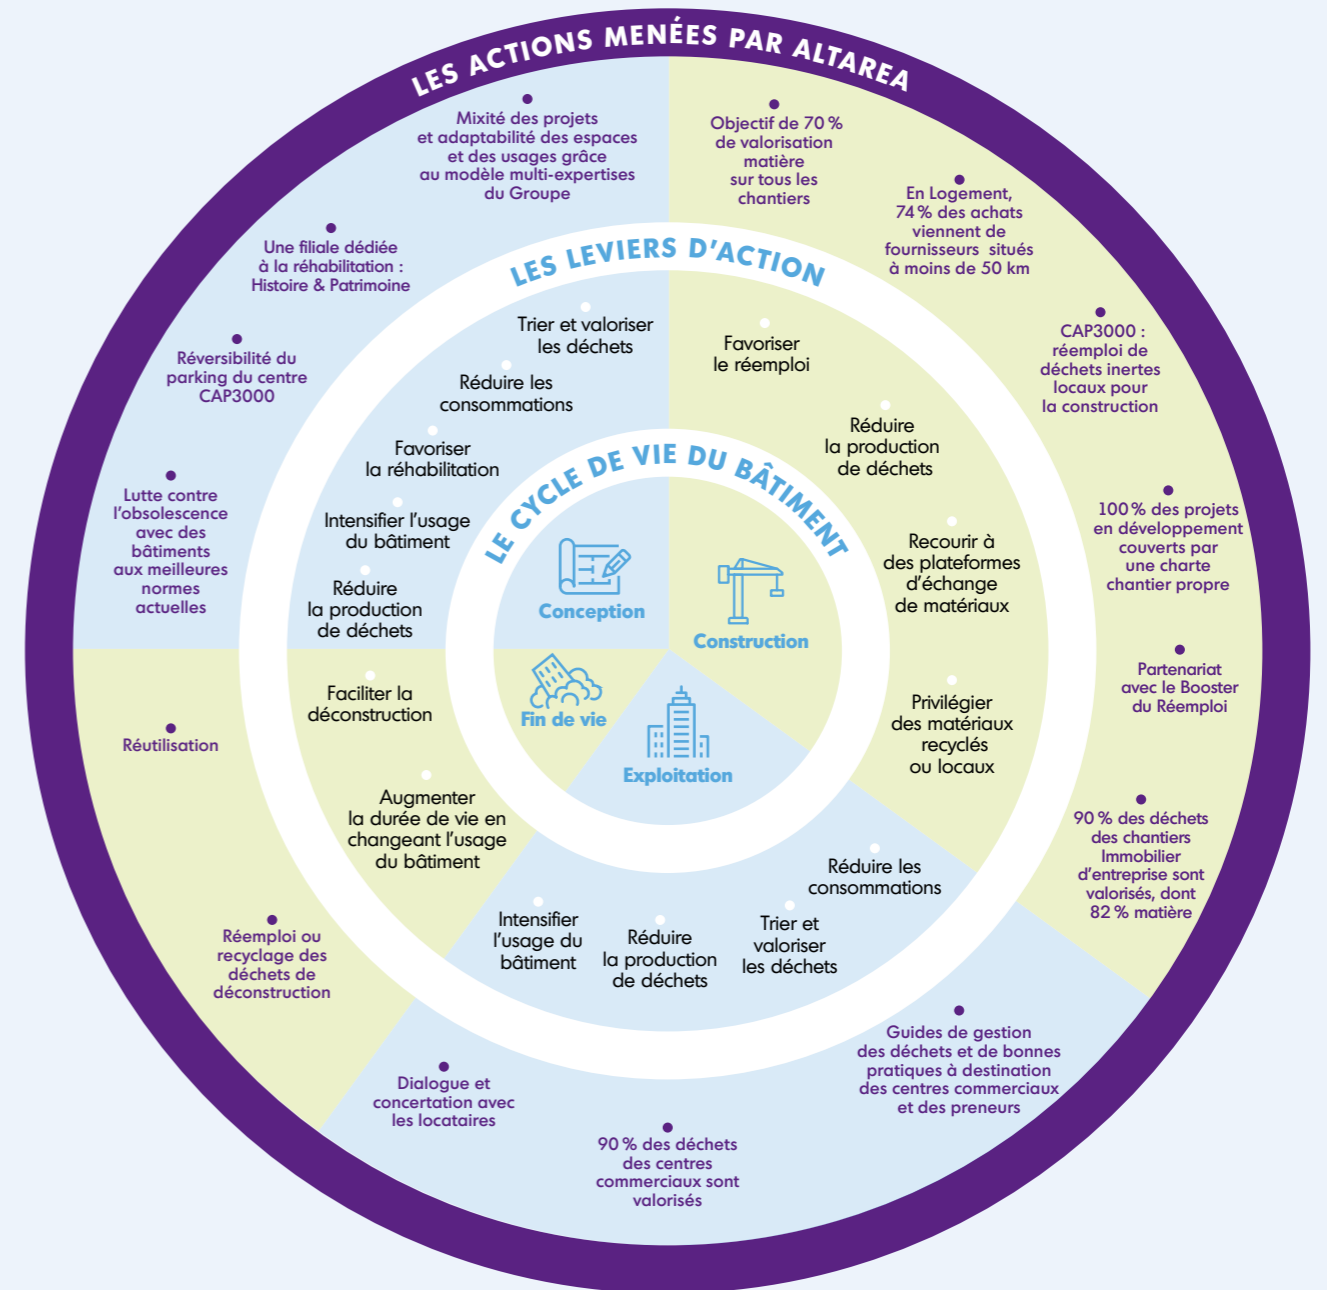 LES ACTIONS MENÉES PAR ALTAREA
Mixité des projets
et adaptabilité des espaces
et des usages grâce
au modèle multi-expertises
du Groupe
Une filiale dédiée
à la réhabilitation :
Histoire & Patrimoine
Réversibilité du
parking du centre
CAP3000
Lutte contre
l'obsolescence
avec des
bâtiments
aux meilleures
normes
actuelles
Objectif de 70 %
de valorisation
matière
sur tous les
chantiers
En Logement,
74 % des achats
viennent de
fournisseurs situés
à moins de 50 km
CAP3000 :
réemploi de
déchets inertes
locaux pour
la construction
100 % des projets
en développement
couverts par
une charte
chantier propre
Partenariat
avec le Booster
du Réemploi
90 % des déchets
des chantiers
Immobilier
d'entreprise sont
valorisés, dont
82 % matière
Guides de gestion
des déchets et de bonnes
pratiques à destination
des centres commerciaux
et des preneurs
90 % des déchets
des centres
commerciaux sont
valorisés
Dialogue et
concertation avec
les locataires
Réemploi ou
recyclage des
déchets de
déconstruction
Réutilisation
LES LEVIERS D'ACTION
Trier et valoriser
les déchets
Réduire les
consommations
Favoriser
la réhabilitation
Intensifier l'usage
du bâtiment
Réduire
la production
de déchets
Favoriser
le réemploi
Réduire
la production
de déchets
Recourir à
des plateformes
d'échange
de matériaux
Privilégier
des matériaux
recyclés
ou locaux
Réduire les
consommations
Trier et
valoriser
les déchets
Réduire
la production
de déchets
Intensifier
l'usage du
bâtiment
Augmenter
la durée de vie en
changeant l'usage
du bâtiment
Faciliter la
déconstruction
LE CYCLE DE VIE DU BÂTIMENT
Conception
Construction
Exploitation
Fin de vie